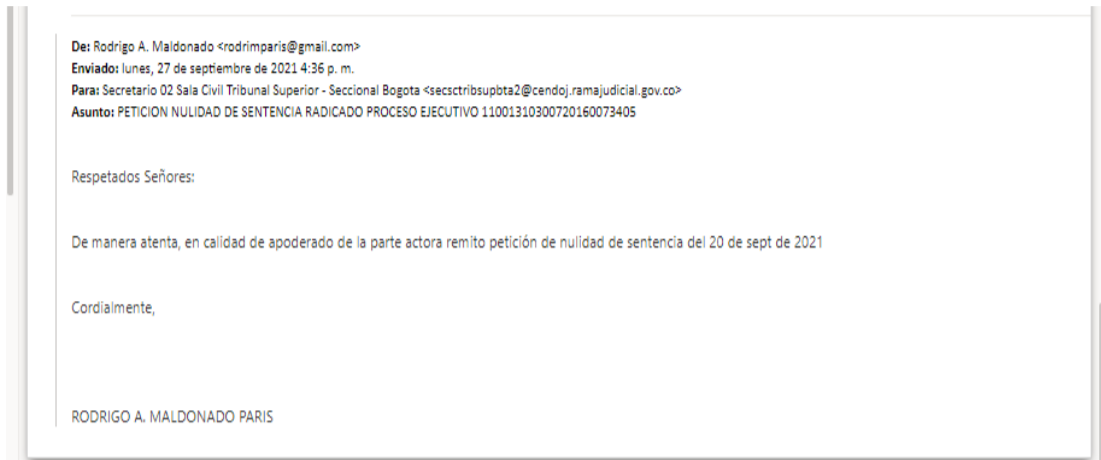 De: Rodrigo A. Maldonado <rodrimparis@gmail.com>
Enviado: lunes, 27 de septiembre de 2021 4:36 p. m.
Para: Secretario 02 Sala Civil Tribunal Superior - Seccional Bogota <secsctribsupbta2@cendoj.ramajudicial.gov.co>
Asunto: PETICION NULIDAD DE SENTENCIA RADICADO PROCESO EJECUTIVO 11001310300720160073405
Respetados Señores:
De manera atenta, en calidad de apoderado de la parte actora remito petición de nulidad de sentencia del 20 de sept de 2021
Cordialmente,
RODRIGO A. MALDONADO PARIS